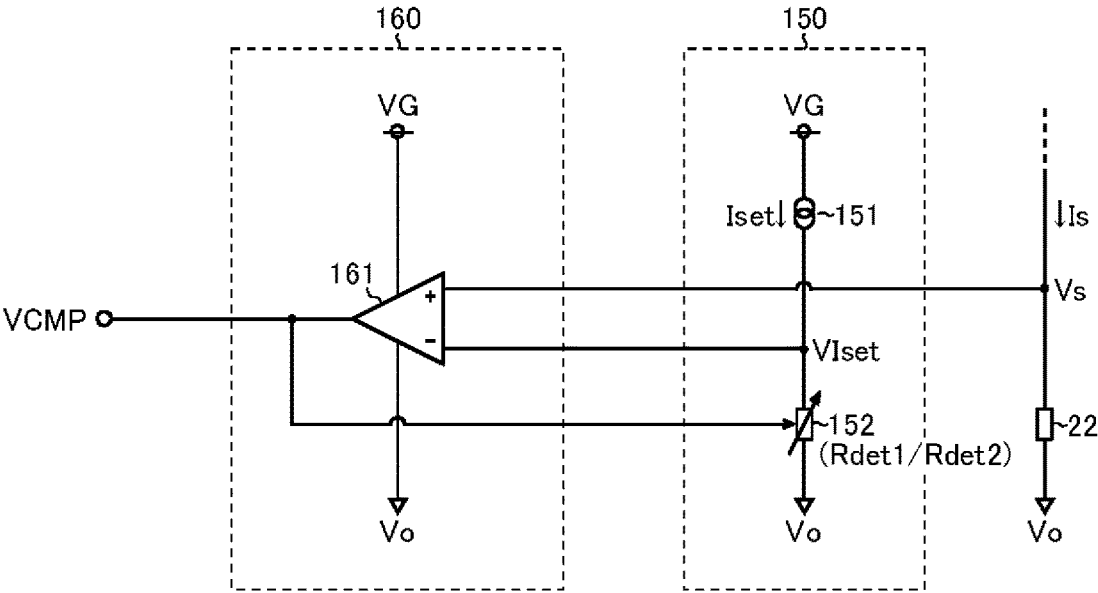 160
150
VG
VG
Iset↓
~151
↓Is
161
+
Vs
VCMP
−
VIset
~152
(Rdet1/Rdet2)
~22
Vo
Vo
Vo